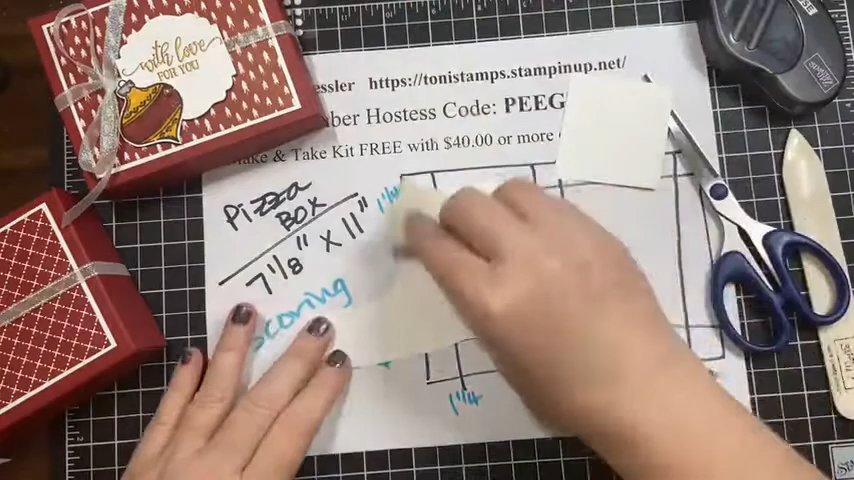 with love
FOR YOU
essler https://tonistamps.stampinup.net/
ber Hostess Code: PEEG
Make & Take Kit FREE with $40.00 or more
Pizza
BOX
7 1/8" x 11"
1 1/4
Scoring
1 1/4